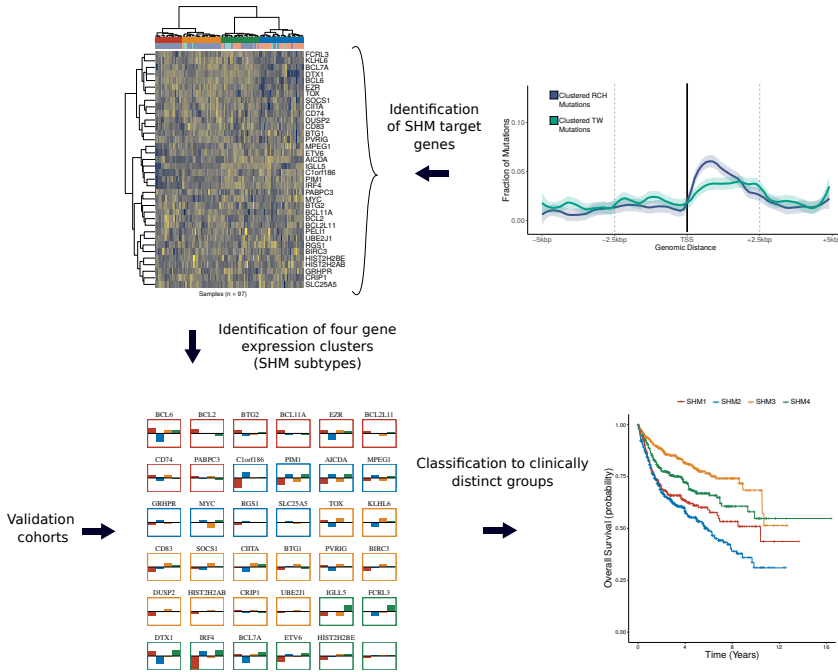 FCRL3
KLHL6
BCL7A
DTX1
BCL6
EZR
TOX
SOCS1
CIITA
CD74
DUSP2
CD83
BTG1
PVRIG
MPEG1
ETV6
AICDA
IGLL5
C1orf186
PIM1
IRF4
PABPC3
MYC
BTG2
BCL11A
BCL2
BCL2L11
PELI1
UBE2J1
RGS1
BIRC3
HIST2H2BE
HIST2H2AB
GRHPR
CRIP1
SLC25A5
Samples (n = 97)
Identification
of SHM target
genes
Clustered RCH
Mutations
Clustered TW
Mutations
Fraction of Mutations
0.10
0.05
0.00
−5kbp
−2.5kbp
TSS
+2.5kbp
+5kbp
Genomic Distance
Identification of four gene
expression clusters
(SHM subtypes)
Validation
cohorts
BCL6 BCL2 BTG2 BCL11A EZR BCL2L11
CD74 PABPC3 C1orf186 PIM1 AICDA MPEG1
GRHPR MYC RGS1 SLC25A5 TOX KLHL6
CD83 SOCS1 CIITA BTG1 PVRIG BIRC3
DUSP2 HIST2H2AB CRIP1 UBE2J1 IGLL5 FCRL3
DTX1 IRF4 BCL7A ETV6 HIST2H2BE
Classification to clinically
distinct groups
SHM1 SHM2 SHM3 SHM4
Overall Survival (probability)
1.00
0.75
0.50
0.25
0.00
0 4 8 12 16
Time (Years)